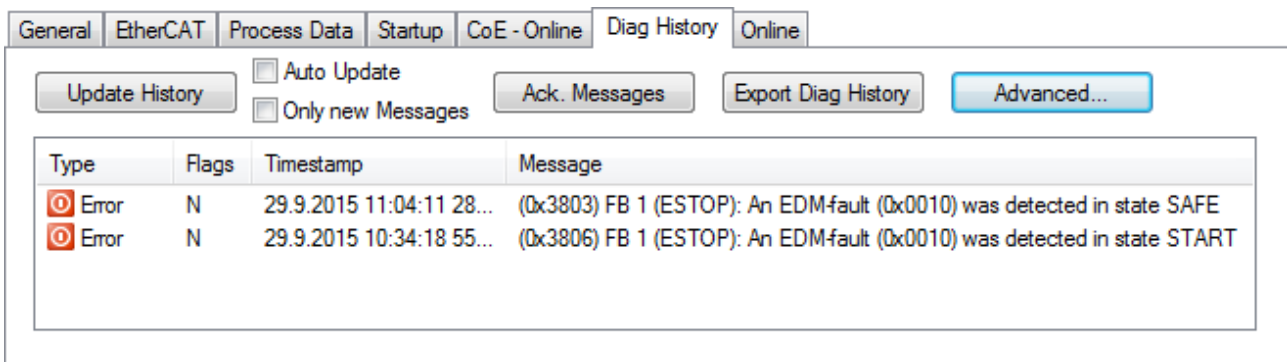 General EtherCAT Process Data Startup CoE - Online Diag History Online
Update History Auto Update Ack. Messages Export Diag History Advanced...
Only new Messages
Type Flags Timestamp Message
Error N 29.9.2015 11:04:11 28... (0x3803) FB 1 (ESTOP): An EDM-fault (0x0010) was detected in state SAFE
Error N 29.9.2015 10:34:18 55... (0x3806) FB 1 (ESTOP): An EDM-fault (0x0010) was detected in state START